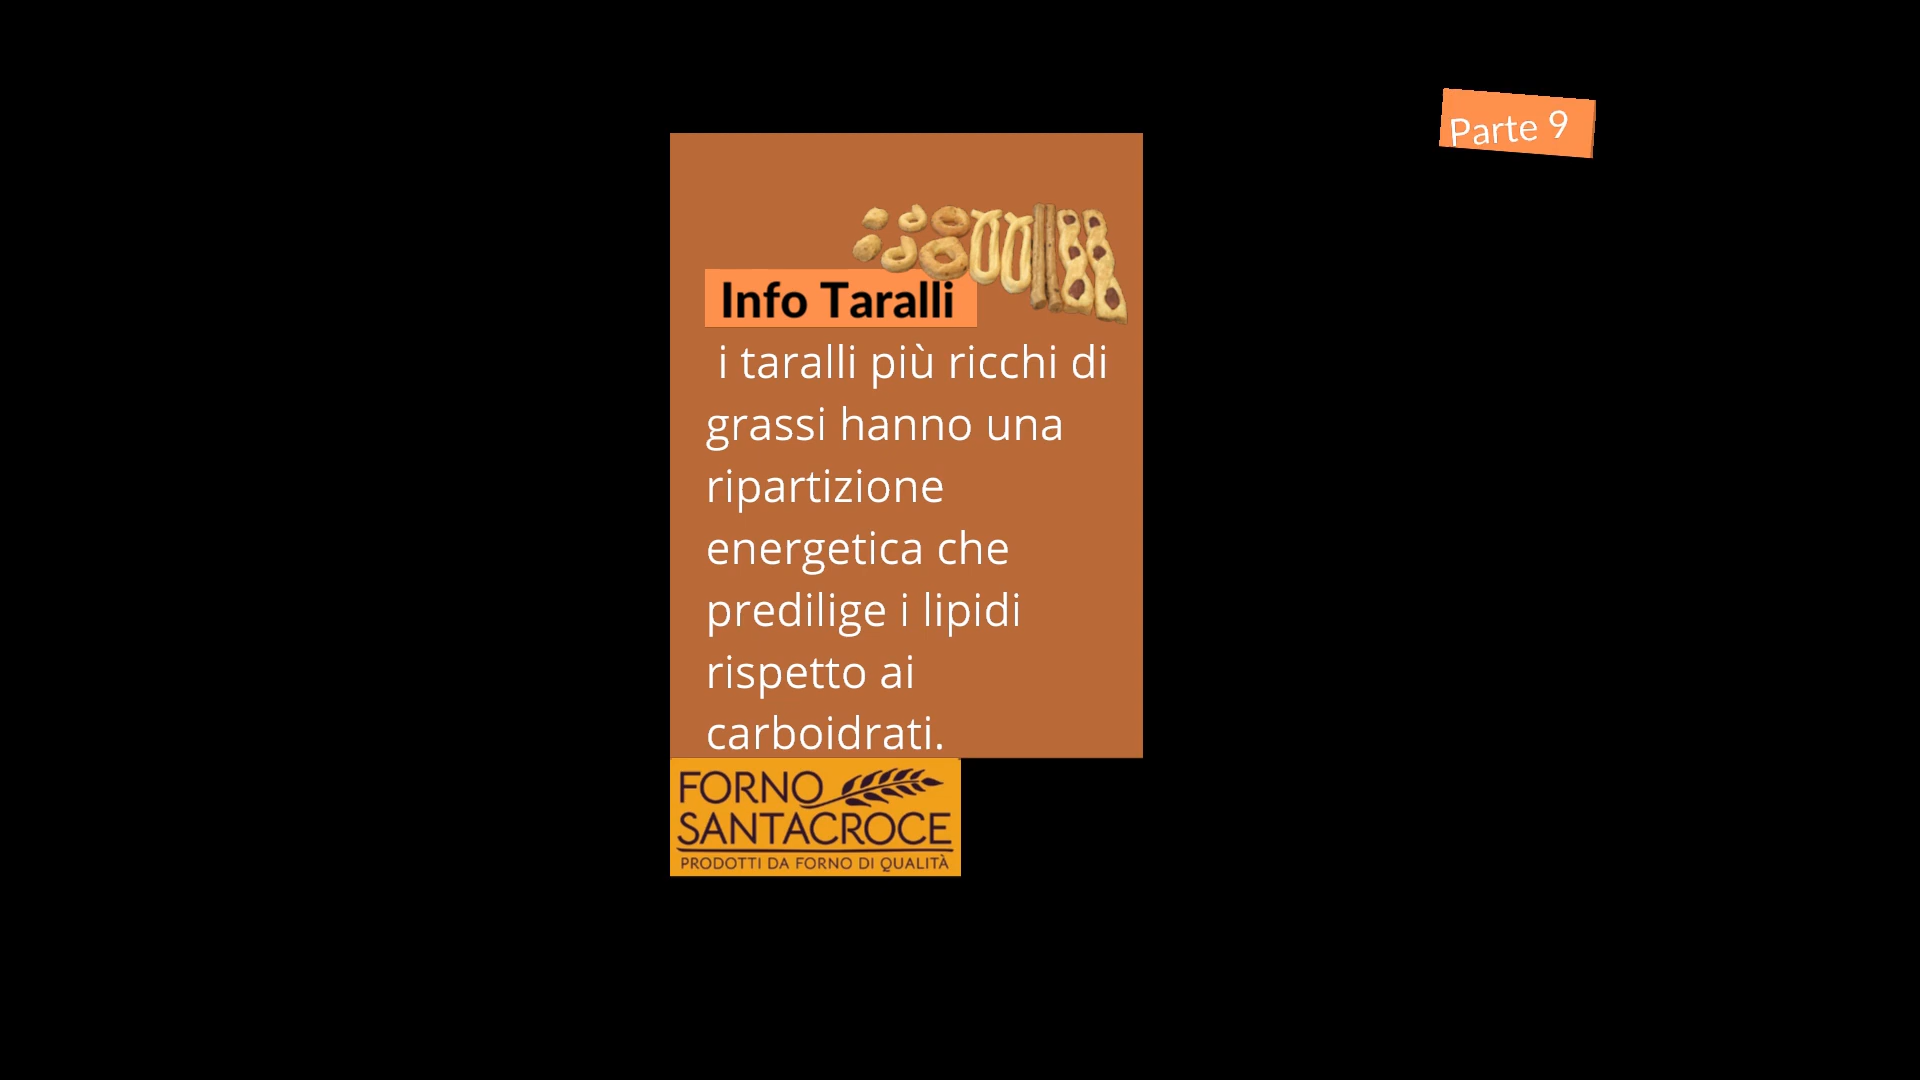 Parte 9
Info Taralli
i taralli più ricchi di
grassi hanno una
ripartizione
energetica che
predilige i lipidi
rispetto ai
carboidrati.
FORNO
SANTACROCE
PRODOTTI DA FORNO DI QUALITÀ